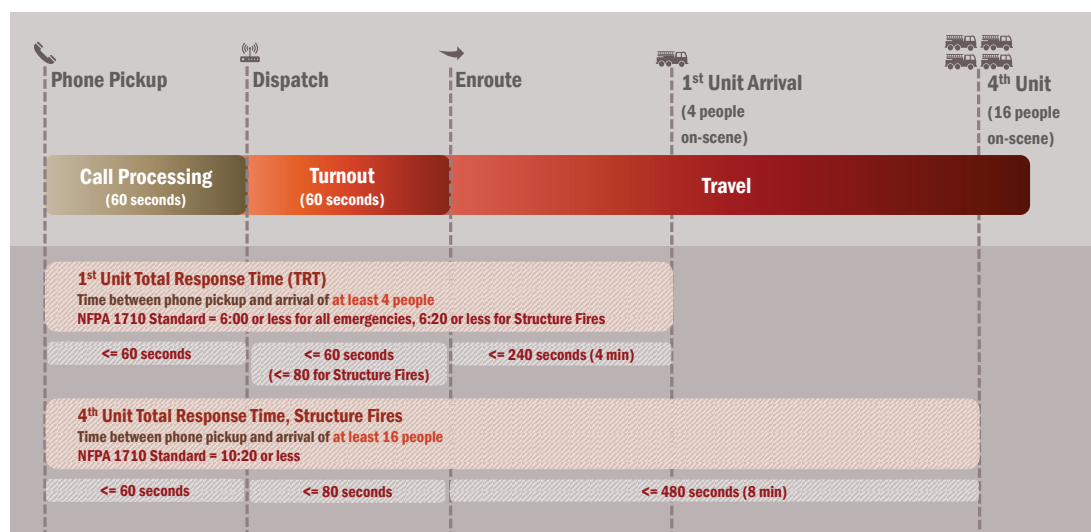 Phone Pickup
Dispatch
Enroute
1st Unit Arrival
(4 people
on-scene)
4th Unit
(16 people
on-scene)
Call Processing
(60 seconds)
Turnout
(60 seconds)
Travel
1st Unit Total Response Time (TRT)
Time between phone pickup and arrival of at least 4 people
NFPA 1710 Standard = 6:00 or less for all emergencies, 6:20 or less for Structure Fires
<= 60 seconds
<= 60 seconds
(<= 80 for Structure Fires)
<= 240 seconds (4 min)
4th Unit Total Response Time, Structure Fires
Time between phone pickup and arrival of at least 16 people
NFPA 1710 Standard = 10:20 or less
<= 60 seconds
<= 80 seconds
<= 480 seconds (8 min)